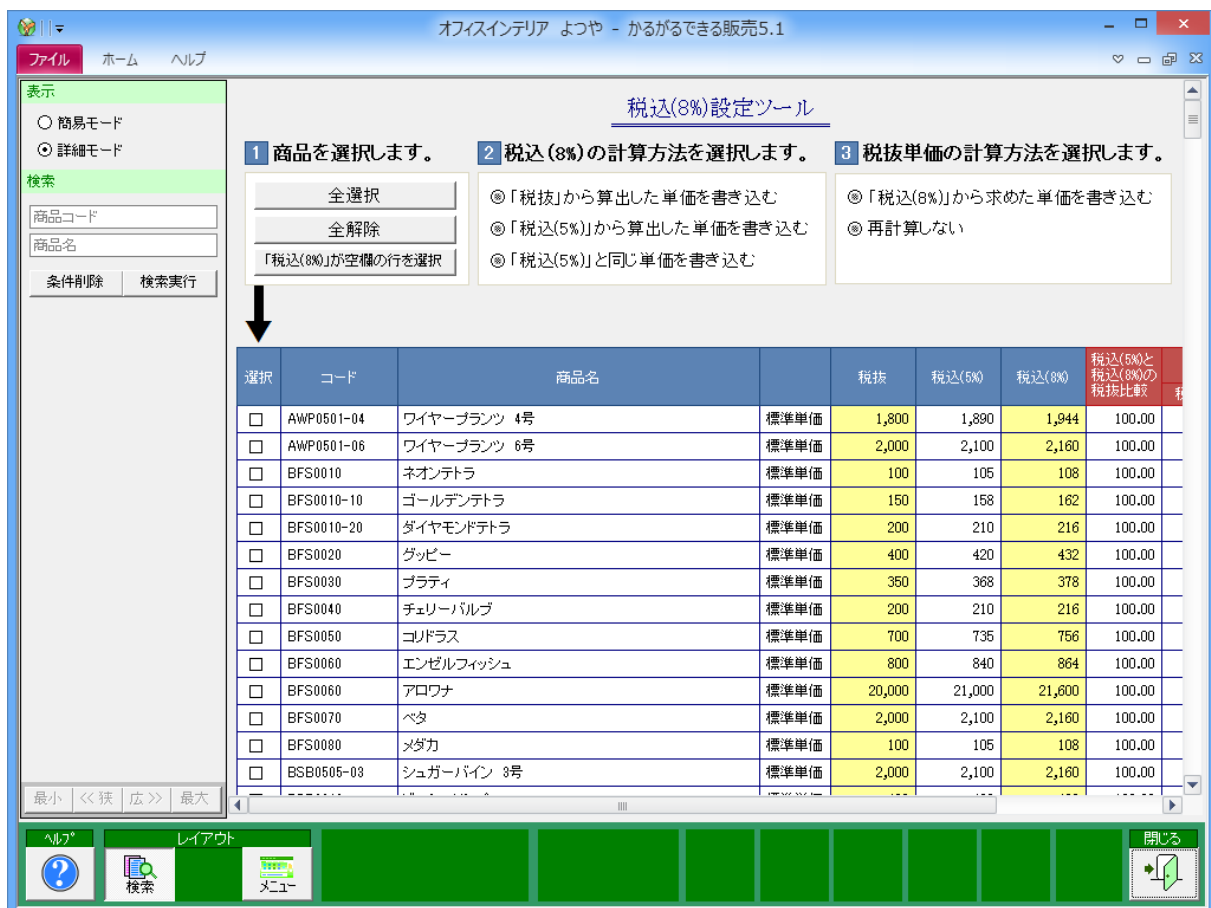 オフィスインテリア よつや - かるがるできる販売5.1
ファイル ホーム ヘルプ
表示
簡易モード
詳細モード
検索
商品コード
商品名
条件削除 検索実行
税込(8%)設定ツール
1 商品を選択します。
全選択
全解除
「税込(8%)」が空欄の行を選択
2 税込(8%)の計算方法を選択します。
「税抜」から算出した単価を書き込む
「税込(5%)」から算出した単価を書き込む
「税込(5%)」と同じ単価を書き込む
3 税抜単価の計算方法を選択します。
「税込(8%)」から求めた単価を書き込む
再計算しない
選択 コード 商品名 税抜 税込(5%) 税込(8%) 税込(5%)と
税込(8%)の
税抜比較
AWP0501-04 ワイヤープランツ 4号 標準単価 1,800 1,890 1,944 100.00
AWP0501-06 ワイヤープランツ 6号 標準単価 2,000 2,100 2,160 100.00
BFS0010 ネオンテトラ 標準単価 100 105 108 100.00
BFS0010-10 ゴールデンテトラ 標準単価 150 158 162 100.00
BFS0010-20 ダイヤモンドテトラ 標準単価 200 210 216 100.00
BFS0020 グッピー 標準単価 400 420 432 100.00
BFS0030 プラティ 標準単価 350 368 378 100.00
BFS0040 チェリーバルブ 標準単価 200 210 216 100.00
BFS0050 コリドラス 標準単価 700 735 756 100.00
BFS0060 エンゼルフィッシュ 標準単価 800 840 864 100.00
BFS0060 アロワナ 標準単価 20,000 21,000 21,600 100.00
BFS0070 ベタ 標準単価 2,000 2,100 2,160 100.00
BFS0080 メダカ 標準単価 100 105 108 100.00
BSB0505-03 シュガーバイン 3号 標準単価 2,000 2,100 2,160 100.00
最小 <<狭 広>> 最大
ヘルプ レイアウト 閉じる
検索 メニュー